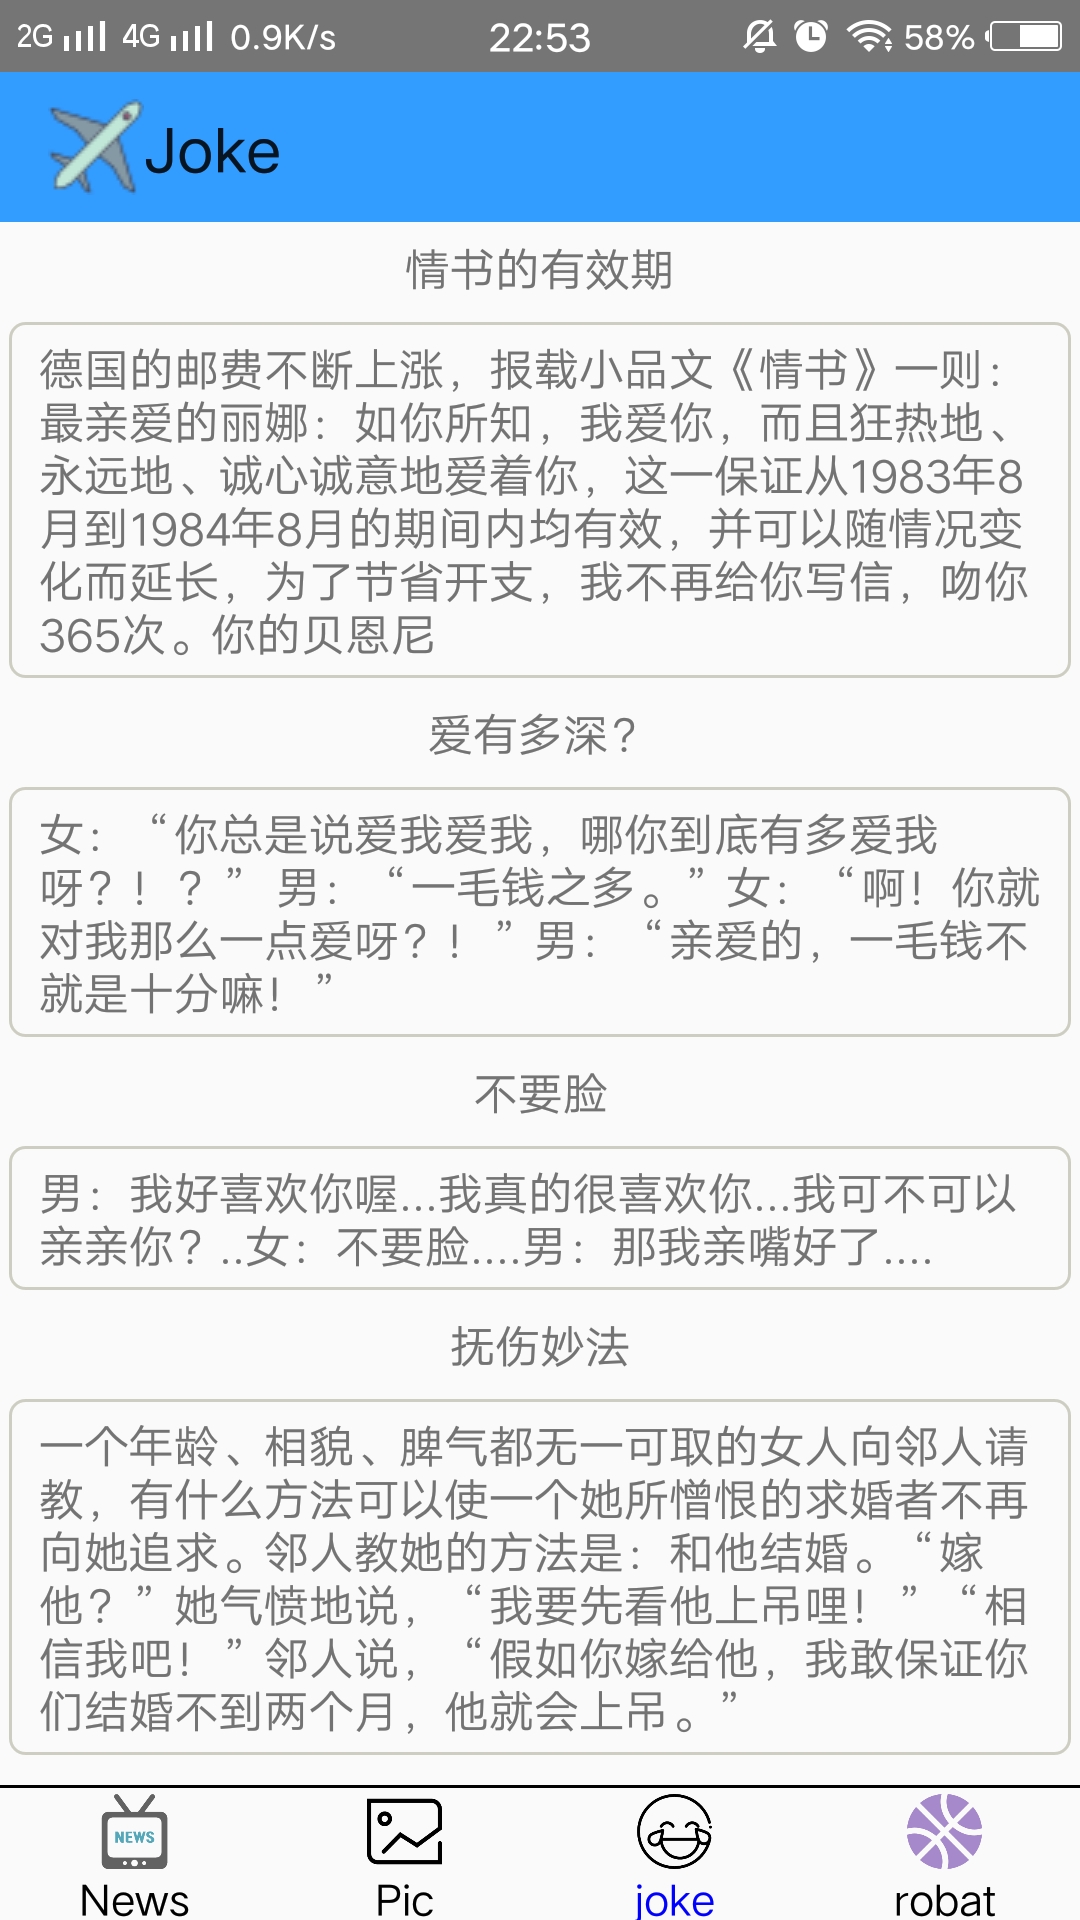 2G 4G 0.9K/s 22:53 58%
Joke
情书的有效期
德国的邮费不断上涨，报载小品文《情书》一则：
最亲爱的丽娜：如你所知，我爱你，而且狂热地、
永远地、诚心诚意地爱着你，这一保证从1983年8
月到1984年8月的期间内均有效，并可以随情况变
化而延长，为了节省开支，我不再给你写信，吻你
365次。你的贝恩尼
爱有多深？
女：“你总是说爱我爱我，哪你到底有多爱我
呀？！？” 男：“一毛钱之多。”女：“啊！你就
对我那么一点爱呀？！”男：“亲爱的，一毛钱不
就是十分嘛！”
不要脸
男：我好喜欢你喔...我真的很喜欢你...我可不可以
亲亲你？..女：不要脸....男：那我亲嘴好了....
抚伤妙法
一个年龄、相貌、脾气都无一可取的女人向邻人请
教，有什么方法可以使一个她所憎恨的求婚者不再
向她追求。邻人教她的方法是：和他结婚。“嫁
他？”她气愤地说，“我要先看他上吊哩！”“相
信我吧！”邻人说，“假如你嫁给他，我敢保证你
们结婚不到两个月，他就会上吊。”
NEWS
News Pic joke robat